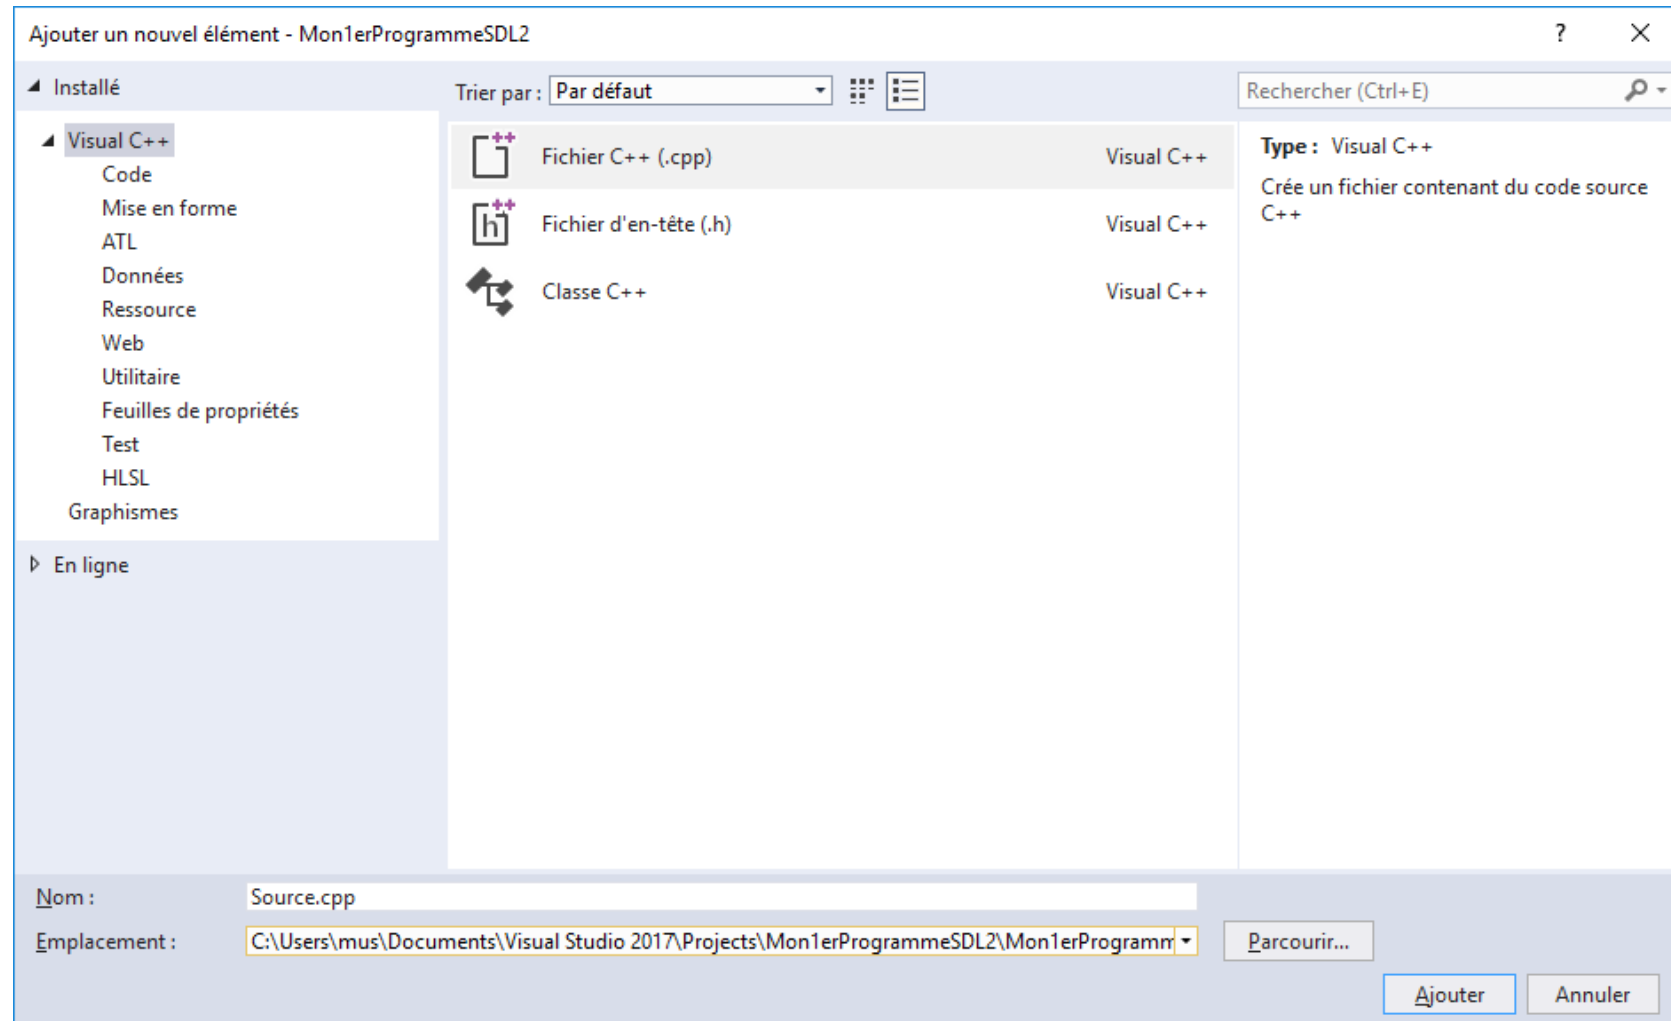 Ajouter un nouvel élément - Mon1erProgrammeSDL2
?
Installé
Trier par : Par défaut
Rechercher (Ctrl+E)
Visual C++
Code
Mise en forme
ATL
Données
Ressource
Web
Utilitaire
Feuilles de propriétés
Test
HLSL
Graphismes
En ligne
Fichier C++ (.cpp) Visual C++
Fichier d'en-tête (.h) Visual C++
Classe C++ Visual C++
Type : Visual C++
Crée un fichier contenant du code source
C++
Nom : Source.cpp
Emplacement : C:\Users\mus\Documents\Visual Studio 2017\Projects\Mon1erProgrammeSDL2\Mon1erProgramm
Parcourir...
Ajouter Annuler